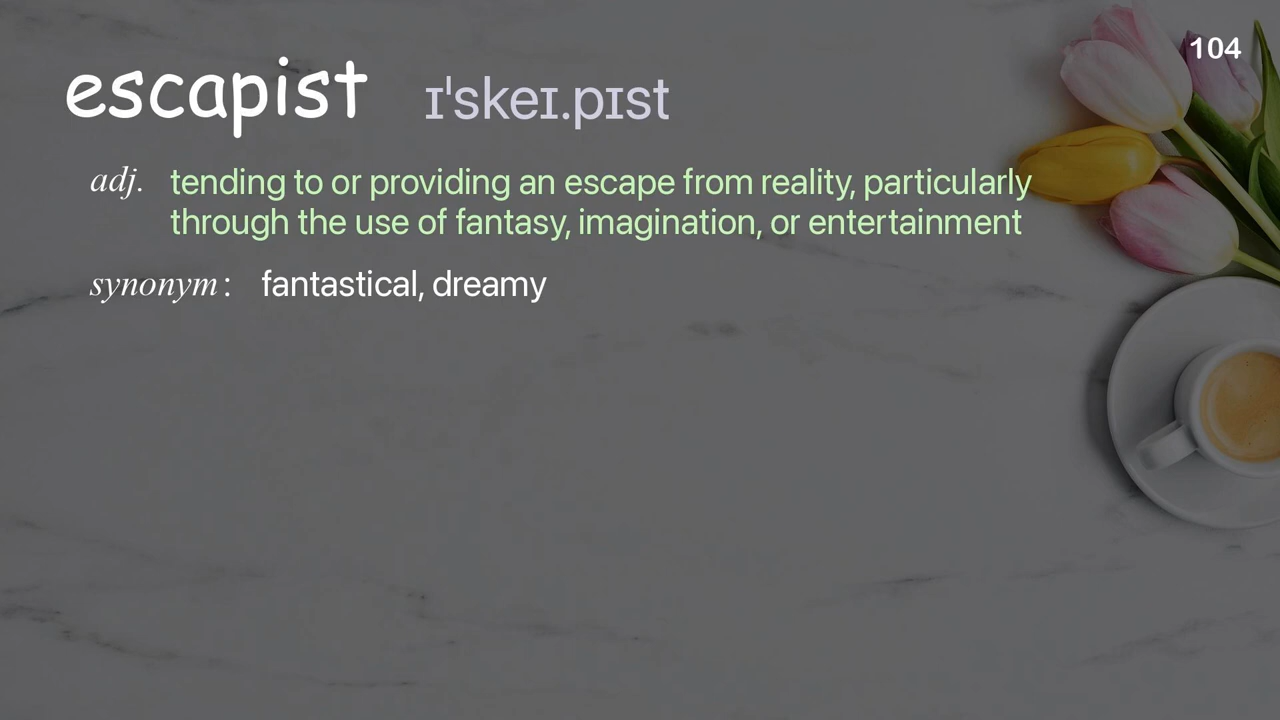 104
escapist ɪˈskeɪ.pɪst
adj. tending to or providing an escape from reality, particularly
through the use of fantasy, imagination, or entertainment
synonym : fantastical, dreamy